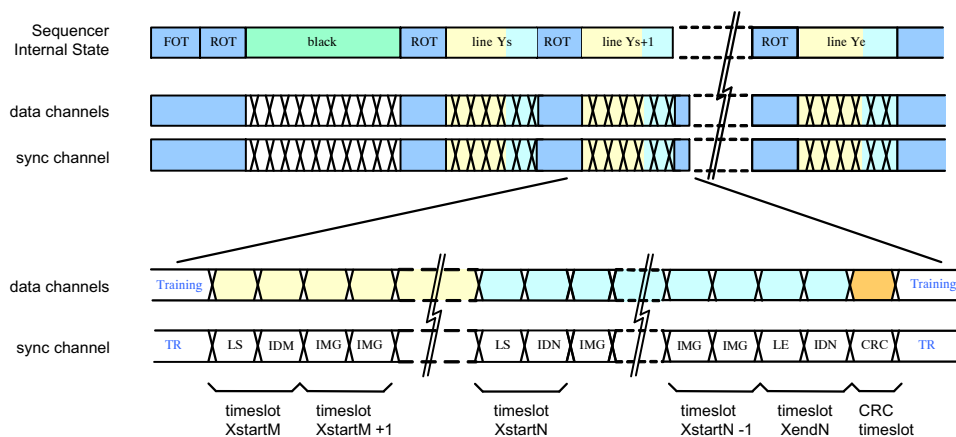 Sequencer
Internal State
FOT ROT black ROT line Ys ROT line Ys+1 ROT line Ye
data channels
sync channel
data channels Training Training
sync channel TR LS IDM IMG IMG LS IDN IMG IMG IMG LE IDN CRC TR
timeslot timeslot timeslot timeslot timeslot CRC
XstartM XstartM +1 XstartN XstartN -1 XendN timeslot